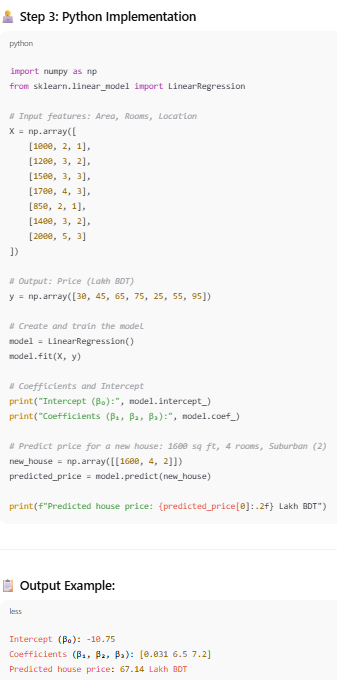 Step 3: Python Implementation
python
import numpy as np
from sklearn.linear_model import LinearRegression
# Input features: Area, Rooms, Location
X = np.array([
    [1000, 2, 1],
    [1200, 3, 2],
    [1500, 3, 3],
    [1700, 4, 3],
    [850, 2, 1],
    [1400, 3, 2],
    [2000, 5, 3]
])
# Output: Price (Lakh BDT)
y = np.array([30, 45, 65, 75, 25, 55, 95])
# Create and train the model
model = LinearRegression()
model.fit(X, y)
# Coefficients and Intercept
print("Intercept (β₀):", model.intercept_)
print("Coefficients (β₁, β₂, β₃):", model.coef_)
# Predict price for a new house: 1600 sq ft, 4 rooms, Suburban (2)
new_house = np.array([[1600, 4, 2]])
predicted_price = model.predict(new_house)
print(f"Predicted house price: {predicted_price[0]:.2f} Lakh BDT")
Output Example:
less
Intercept (β₀): -10.75
Coefficients (β₁, β₂, β₃): [0.031 6.5 7.2]
Predicted house price: 67.14 Lakh BDT